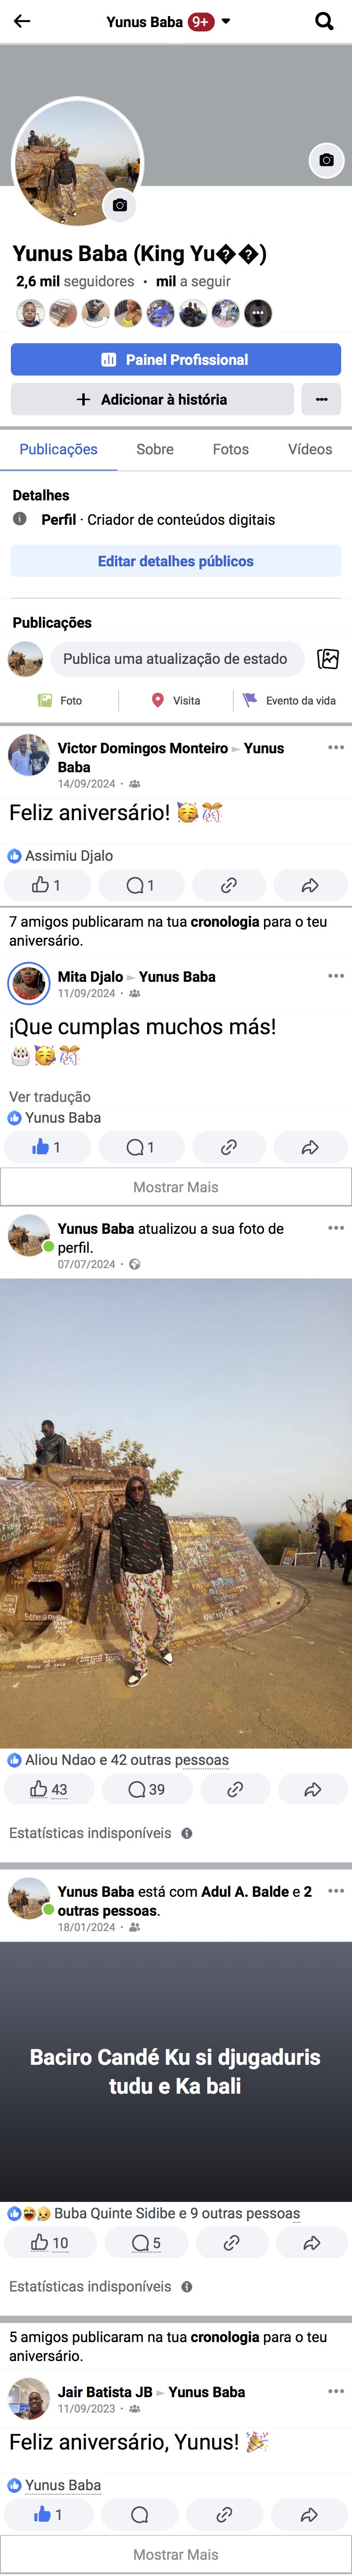 Yunus Baba 9+
Yunus Baba (King Yu��)
2,6 mil seguidores · mil a seguir
Painel Profissional
Adicionar à história
Publicações Sobre Fotos Vídeos
Detalhes
Perfil · Criador de conteúdos digitais
Editar detalhes públicos
Publicações
Publica uma atualização de estado
Foto Visita Evento da vida
Victor Domingos Monteiro ► Yunus
Baba
14/09/2024 ·
Feliz aniversário! 🥳🎊
Assimiu Djalo
1 1
7 amigos publicaram na tua cronologia para o teu
aniversário.
Mita Djalo ► Yunus Baba
11/09/2024 ·
¡Que cumplas muchos más!
🎂🥳🎊
Ver tradução
Yunus Baba
1 1
Mostrar Mais
Yunus Baba atualizou a sua foto de
perfil.
07/07/2024 ·
Aliou Ndao e 42 outras pessoas
43 39
Estatísticas indisponíveis
Yunus Baba está com Adul A. Balde e 2
outras pessoas.
18/01/2024 ·
Baciro Candé Ku si djugaduris
tudu e Ka bali
Buba Quinte Sidibe e 9 outras pessoas
10 5
Estatísticas indisponíveis
5 amigos publicaram na tua cronologia para o teu
aniversário.
Jair Batista JB ► Yunus Baba
11/09/2023 ·
Feliz aniversário, Yunus! 🎉
Yunus Baba
1
Mostrar Mais